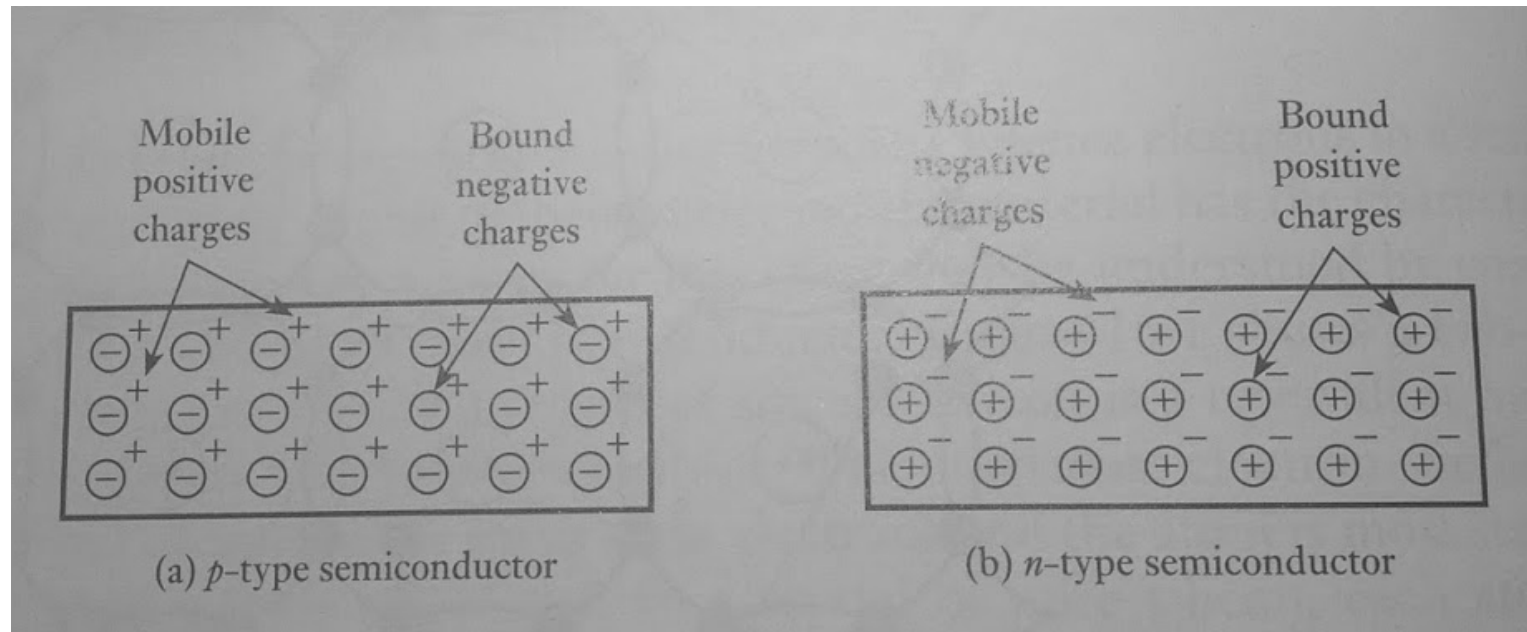 Mobile
positive
charges
Bound
negative
charges
Mobile
negative
charges
Bound
positive
charges
(a) p-type semiconductor
(b) n-type semiconductor